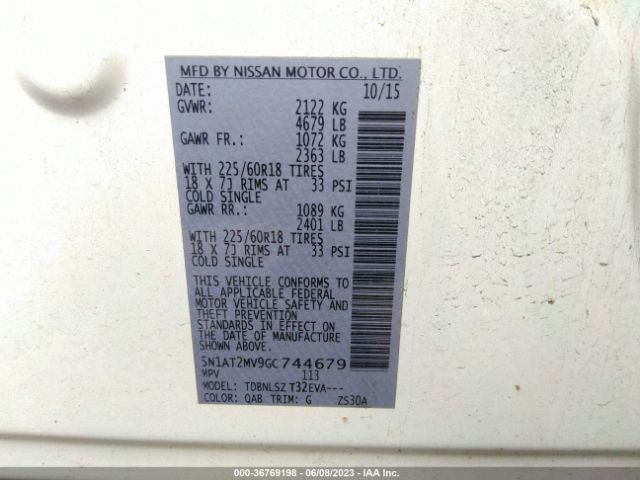 MFD BY NISSAN MOTOR CO., LTD.
DATE: 10/15
GVWR: 2122 KG
4679 LB
GAWR FR.: 1072 KG
2363 LB
WITH 225/60R18 TIRES
18 X 7J RIMS AT 33 PSI
COLD SINGLE
GAWR RR.: 1089 KG
2401 LB
WITH 225/60R18 TIRES
18 X 7J RIMS AT 33 PSI
COLD SINGLE
THIS VEHICLE CONFORMS TO
ALL APPLICABLE FEDERAL
MOTOR VEHICLE SAFETY AND
THEFT PREVENTION
STANDARDS IN EFFECT ON
THE DATE OF MANUFACTURE
SHOWN ABOVE.
5N1AT2MV9GC744679
MPV 113
MODEL: TDBNLSZ T32EVA---
COLOR: QAB TRIM: G ZS30A
000-36769198 - 06/08/2023 - IAA Inc.